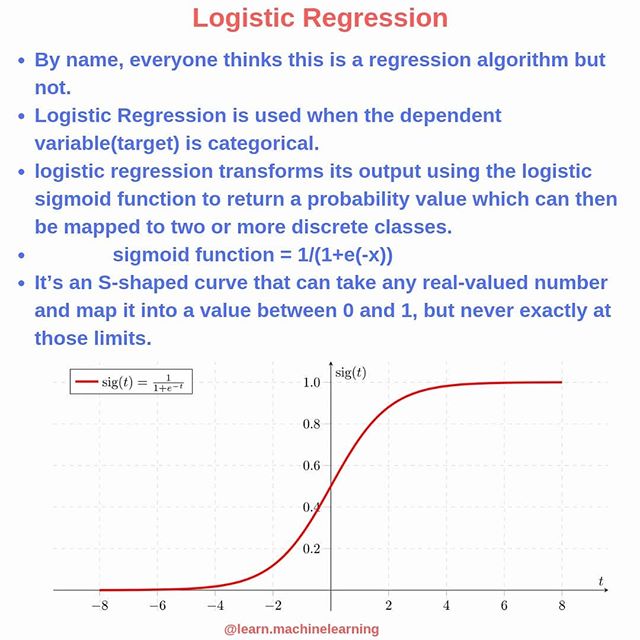 Logistic Regression
• By name, everyone thinks this is a regression algorithm but
not.
• Logistic Regression is used when the dependent
variable(target) is categorical.
• logistic regression transforms its output using the logistic
sigmoid function to return a probability value which can then
be mapped to two or more discrete classes.
• sigmoid function = 1/(1+e(-x))
• It’s an S-shaped curve that can take any real-valued number
and map it into a value between 0 and 1, but never exactly at
those limits.
sig(t)
sig(t) = 1/(1+e^-t)
1.0
0.8
0.6
0.4
0.2
t
−8 −6 −4 −2 2 4 6 8
@learn.machinelearning